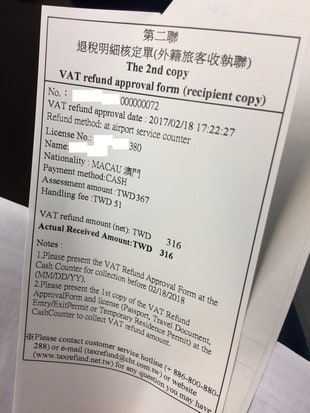 第二聯
退稅明細核定單(外籍旅客收執聯)
The 2nd copy
VAT refund approval form (recipient copy)
No. : 000000072
VAT refund approval date : 2017/02/18 17:22:27
Refund method: at airport service counter
License No.: 380
Name:
Nationality : MACAU 澳門
Payment method:CASH
Assessment amount :TWD367
Handling fee :TWD 51
VAT refund amount (net): TWD 316
Actual Received Amount:TWD 316
Notes :
1.Please present the VAT Refund Approval Form at the
Cash Counter for collection before 02/18/2018
(MM/DD/YY)
2.Please present the 1st copy of the VAT Refund
ApprovalForm and license (Passport, Travel Document,
Entry/ExitPermit or Temporary Residence Permit) at the
CashCounter to collect VAT refund amount.
※Please contact customer service hotline (+ 886-800-880-
288) or e-mail (taxrefund@cht.com.tw) or website
(www.taxrefund.net.tw) for any question you may have